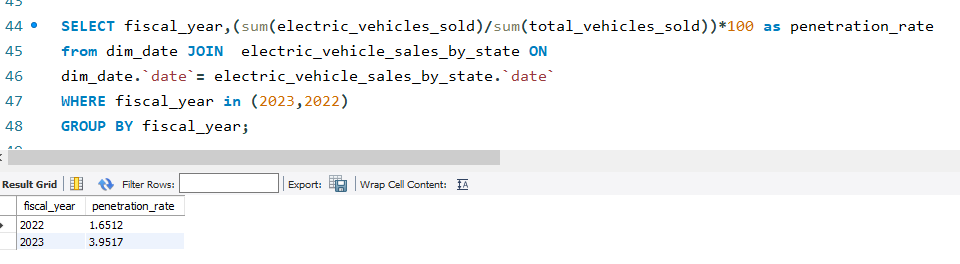 44 SELECT fiscal_year,(sum(electric_vehicles_sold)/sum(total_vehicles_sold))*100 as penetration_rate
45 from dim_date JOIN  electric_vehicle_sales_by_state ON
46 dim_date.`date`= electric_vehicle_sales_by_state.`date`
47 WHERE fiscal_year in (2023,2022)
48 GROUP BY fiscal_year;
Result Grid Filter Rows: Export: Wrap Cell Content: IA
fiscal_year penetration_rate
2022 1.6512
2023 3.9517